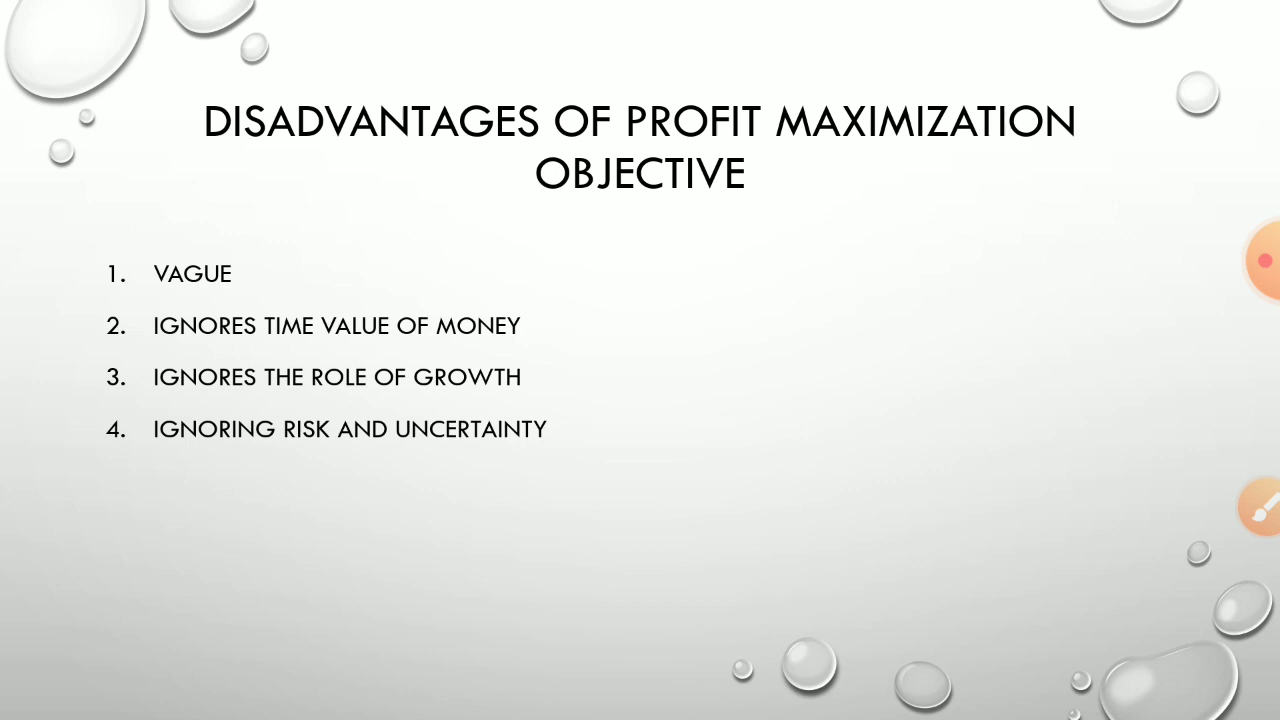 DISADVANTAGES OF PROFIT MAXIMIZATION
OBJECTIVE
1. VAGUE
2. IGNORES TIME VALUE OF MONEY
3. IGNORES THE ROLE OF GROWTH
4. IGNORING RISK AND UNCERTAINTY